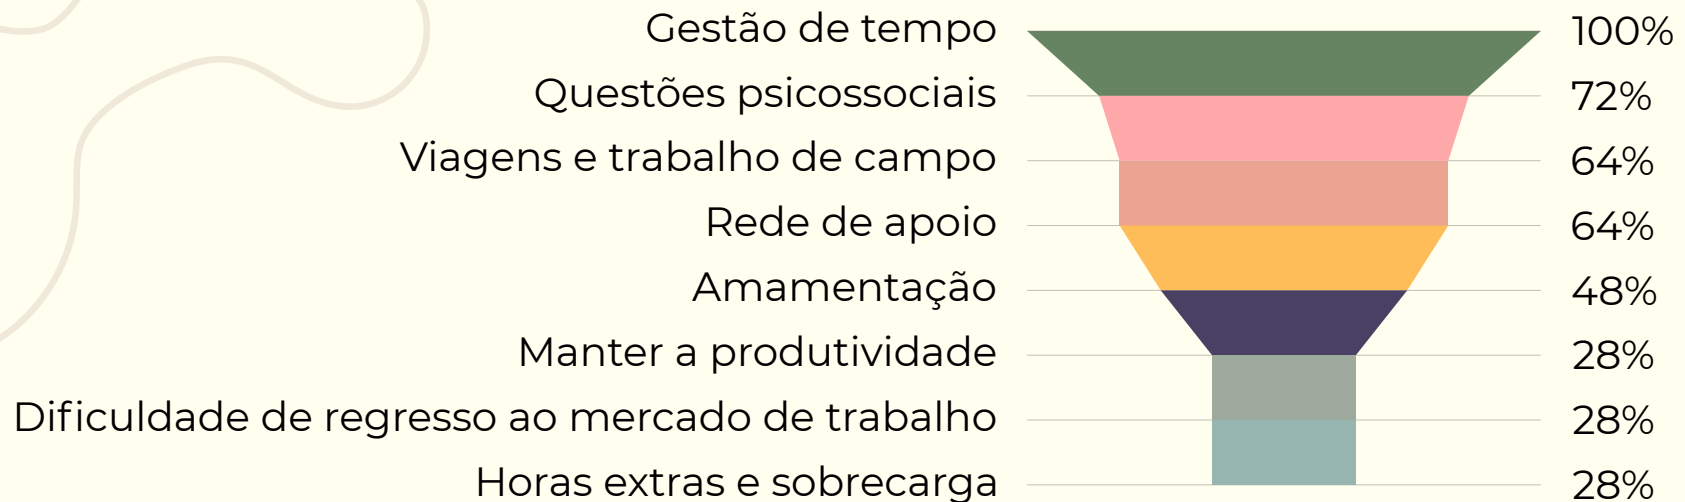 Gestão de tempo 100%
Questões psicossociais 72%
Viagens e trabalho de campo 64%
Rede de apoio 64%
Amamentação 48%
Manter a produtividade 28%
Dificuldade de regresso ao mercado de trabalho 28%
Horas extras e sobrecarga 28%